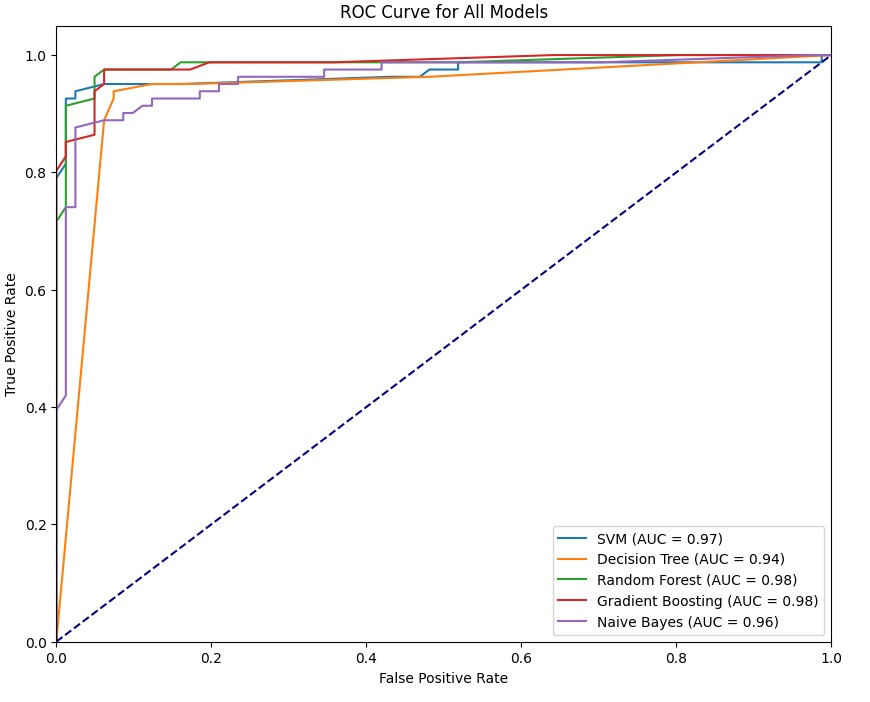 ROC Curve for All Models
True Positive Rate
1.0
0.8
0.6
0.4
0.2
0.0
SVM (AUC = 0.97)
Decision Tree (AUC = 0.94)
Random Forest (AUC = 0.98)
Gradient Boosting (AUC = 0.98)
Naive Bayes (AUC = 0.96)
0.0 0.2 0.4 0.6 0.8 1.0
False Positive Rate